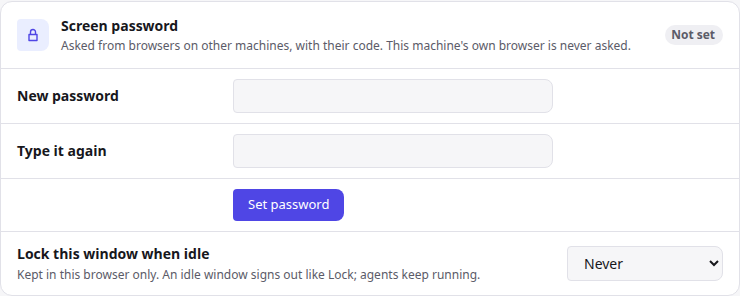 Screen password
Asked from browsers on other machines, with their code. This machine's own browser is never asked.
Not set
New password
Type it again
Set password
Lock this window when idle
Kept in this browser only. An idle window signs out like Lock; agents keep running.
Never